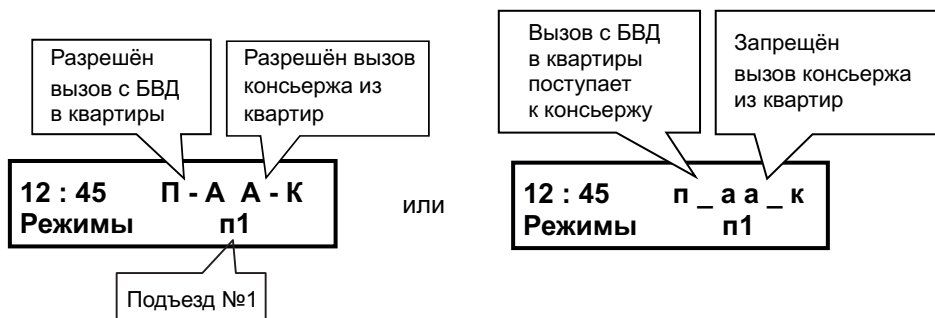 Разрешён
вызов с БВД
в квартиры
Разрешён вызов
консьержа из
квартир
12 : 45 П - А А - К
Режимы п1
Подъезд №1
или
Вызов с БВД
в квартиры
поступает
к консьержу
Запрещён
вызов консьержа
из квартир
12 : 45 п _ а а _ к
Режимы п1